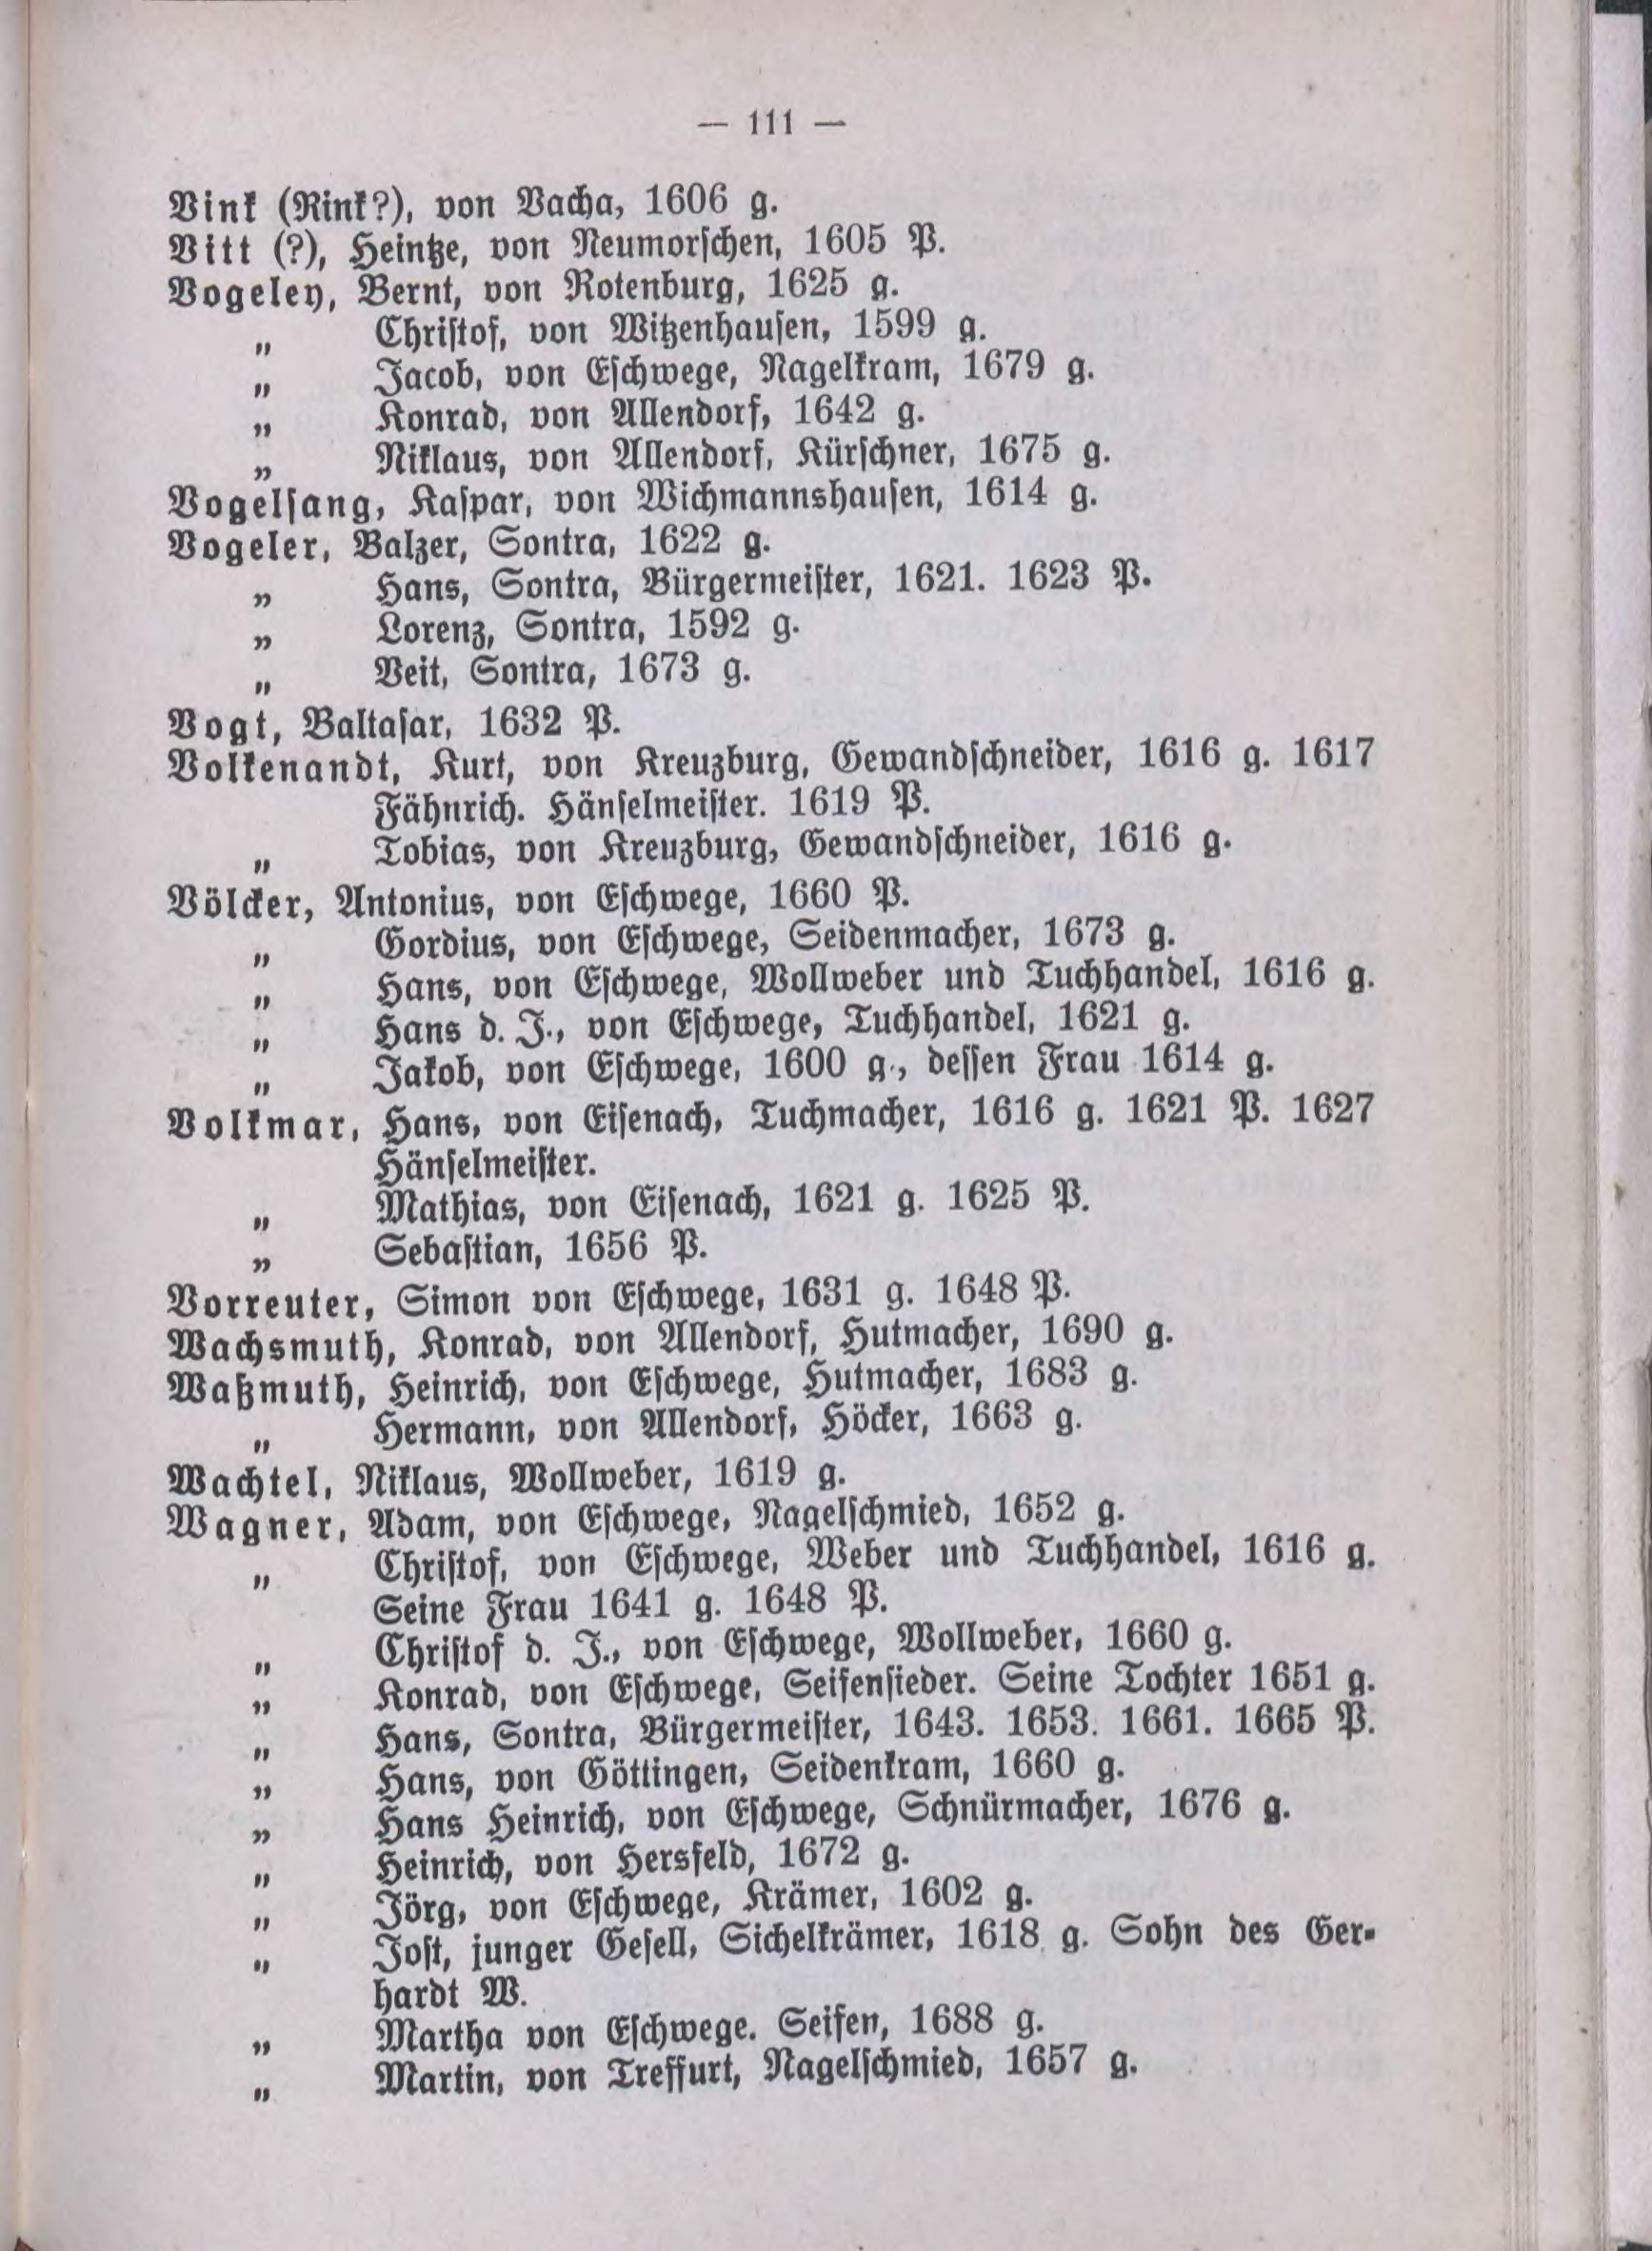 — 111 —
Vink (Rink?), von Vacha, 1606 g.
Vitt (?), Heintze, von Neumorschen, 1605 P.
Vogeley, Bernt, von Rotenburg, 1625 g.
„ Christof, von Witzenhausen, 1599 g.
„ Jacob, von Eschwege, Nagelkram, 1679 g.
„ Konrad, von Allendorf, 1642 g.
„ Niklaus, von Allendorf, Kürschner, 1675 g.
Vogelsang, Kaspar, von Wichmannshausen, 1614 g.
Vogeler, Balzer, Sontra, 1622 g.
„ Hans, Sontra, Bürgermeister, 1621. 1623 P.
„ Lorenz, Sontra, 1592 g.
„ Veit, Sontra, 1673 g.
Vogt, Baltasar, 1632 P.
Volkenandt, Kurt, von Kreuzburg, Gewandschneider, 1616 g. 1617
Fähnrich. Hänselmeister. 1619 P.
„ Tobias, von Kreuzburg, Gewandschneider, 1616 g.
Völcker, Antonius, von Eschwege, 1660 P.
„ Gordius, von Eschwege, Seidenmacher, 1673 g.
„ Hans, von Eschwege, Wollweber und Tuchhandel, 1616 g.
„ Hans d. J., von Eschwege, Tuchhandel, 1621 g.
„ Jakob, von Eschwege, 1600 g., dessen Frau 1614 g.
Volkmar, Hans, von Eisenach, Tuchmacher, 1616 g. 1621 P. 1627
Hänselmeister.
„ Mathias, von Eisenach, 1621 g. 1625 P.
„ Sebastian, 1656 P.
Vorreuter, Simon von Eschwege, 1631 g. 1648 P.
Wachsmuth, Konrad, von Allendorf, Hutmacher, 1690 g.
Waßmuth, Heinrich, von Eschwege, Hutmacher, 1683 g.
„ Hermann, von Allendorf, Höcker, 1663 g.
Wachtel, Niklaus, Wollweber, 1619 g.
Wagner, Adam, von Eschwege, Nagelschmied, 1652 g.
„ Christof, von Eschwege, Weber und Tuchhandel, 1616 g.
Seine Frau 1641 g. 1648 P.
„ Christof d. J., von Eschwege, Wollweber, 1660 g.
„ Konrad, von Eschwege, Seifensieder. Seine Tochter 1651 g.
„ Hans, Sontra, Bürgermeister, 1643. 1653. 1661. 1665 P.
„ Hans, von Göttingen, Seidenkram, 1660 g.
„ Hans Heinrich, von Eschwege, Schnürmacher, 1676 g.
„ Heinrich, von Hersfeld, 1672 g.
„ Jörg, von Eschwege, Krämer, 1602 g.
„ Jost, junger Gesell, Sichelkrämer, 1618 g. Sohn des Ger-
hardt W.
„ Martha von Eschwege. Seifen, 1688 g.
„ Martin, von Treffurt, Nagelschmied, 1657 g.